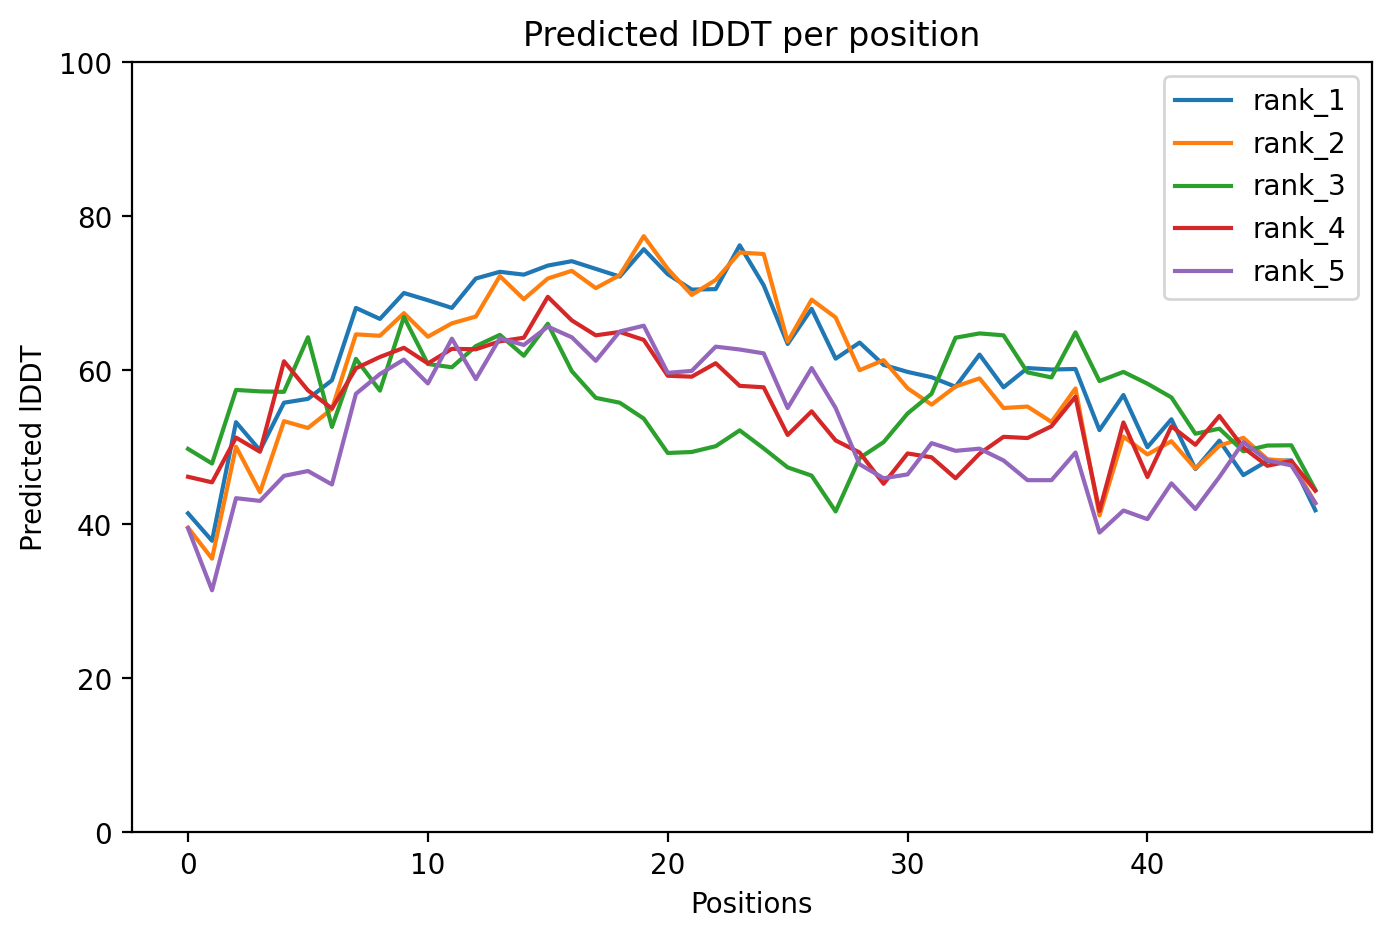 Predicted lDDT per position
100
80
60
40
20
0
Predicted lDDT
0 10 20 30 40
Positions
rank_1
rank_2
rank_3
rank_4
rank_5